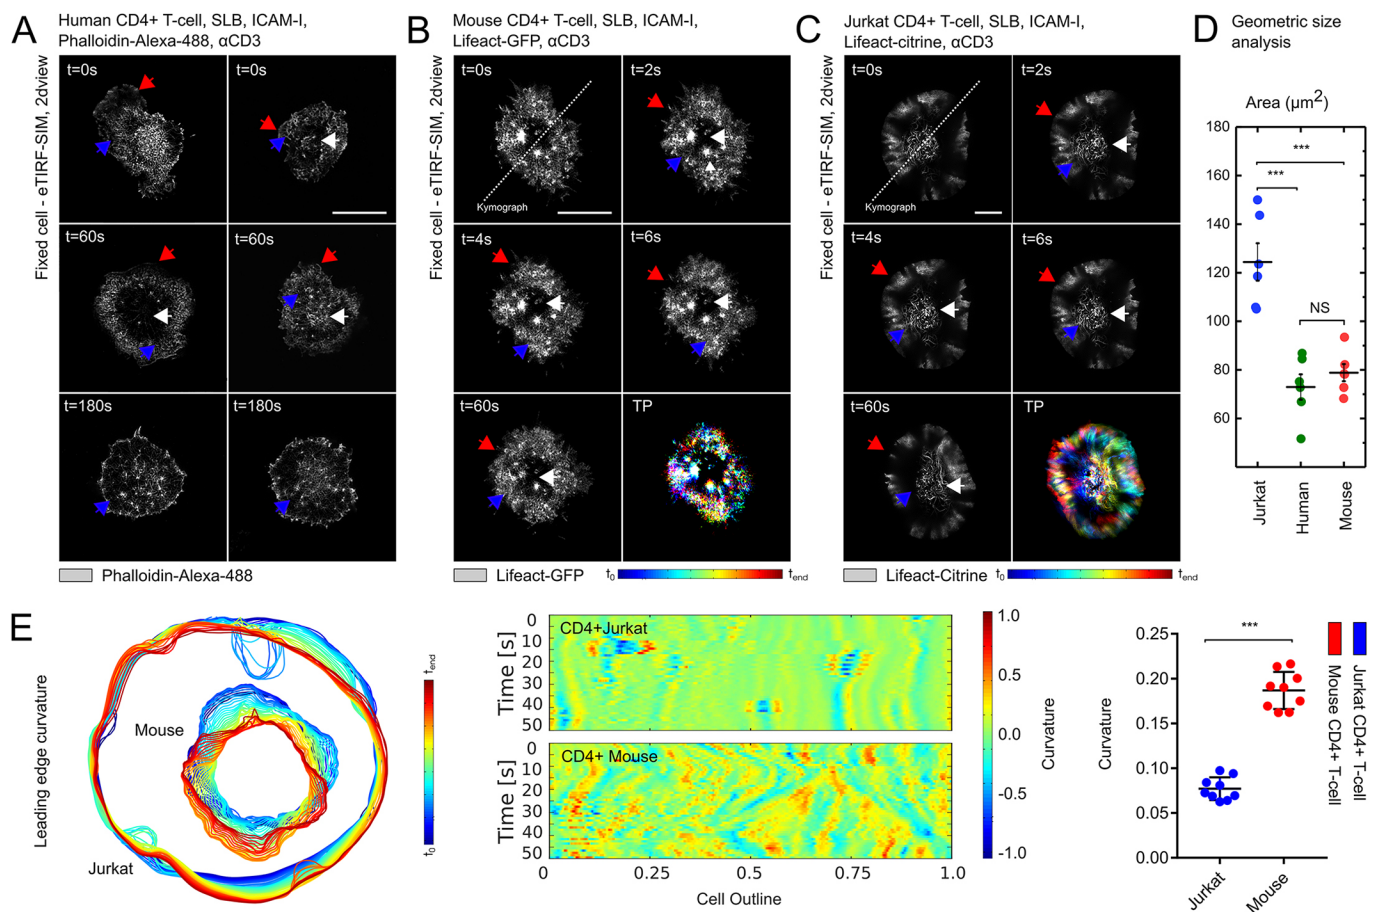 A
Human CD4+ T-cell, SLB, ICAM-I,
Phalloidin-Alexa-488, αCD3
Fixed cell - eTIRF-SIM, 2dview
t=0s
t=0s
t=60s
t=60s
t=180s
t=180s
Phalloidin-Alexa-488
B
Mouse CD4+ T-cell, SLB, ICAM-I,
Lifeact-GFP, αCD3
Fixed cell - eTIRF-SIM, 2dview
t=0s
t=2s
Kymograph
t=4s
t=6s
t=60s
TP
Lifeact-GFP
t0
tend
C
Jurkat CD4+ T-cell, SLB, ICAM-I,
Lifeact-citrine, αCD3
Fixed cell - eTIRF-SIM, 2dview
t=0s
t=2s
Kymograph
t=4s
t=6s
t=60s
TP
Lifeact-Citrine
t0
tend
D
Geometric size
analysis
Area (µm2)
180
160
140
120
100
80
60
***
***
NS
Jurkat
Human
Mouse
E
Leading edge curvature
Mouse
Jurkat
tend
t0
CD4+Jurkat
Time [s]
0
10
20
30
40
50
CD4+ Mouse
Time [s]
0
10
20
30
40
50
0
0.25
0.50
0.75
1.0
Cell Outline
1.0
0.5
0.0
-0.5
-1.0
Curvature
Curvature
0.25
0.20
0.15
0.10
0.05
0.00
***
Jurkat
Mouse
Mouse CD4+ T-cell
Jurkat CD4+ T-cell